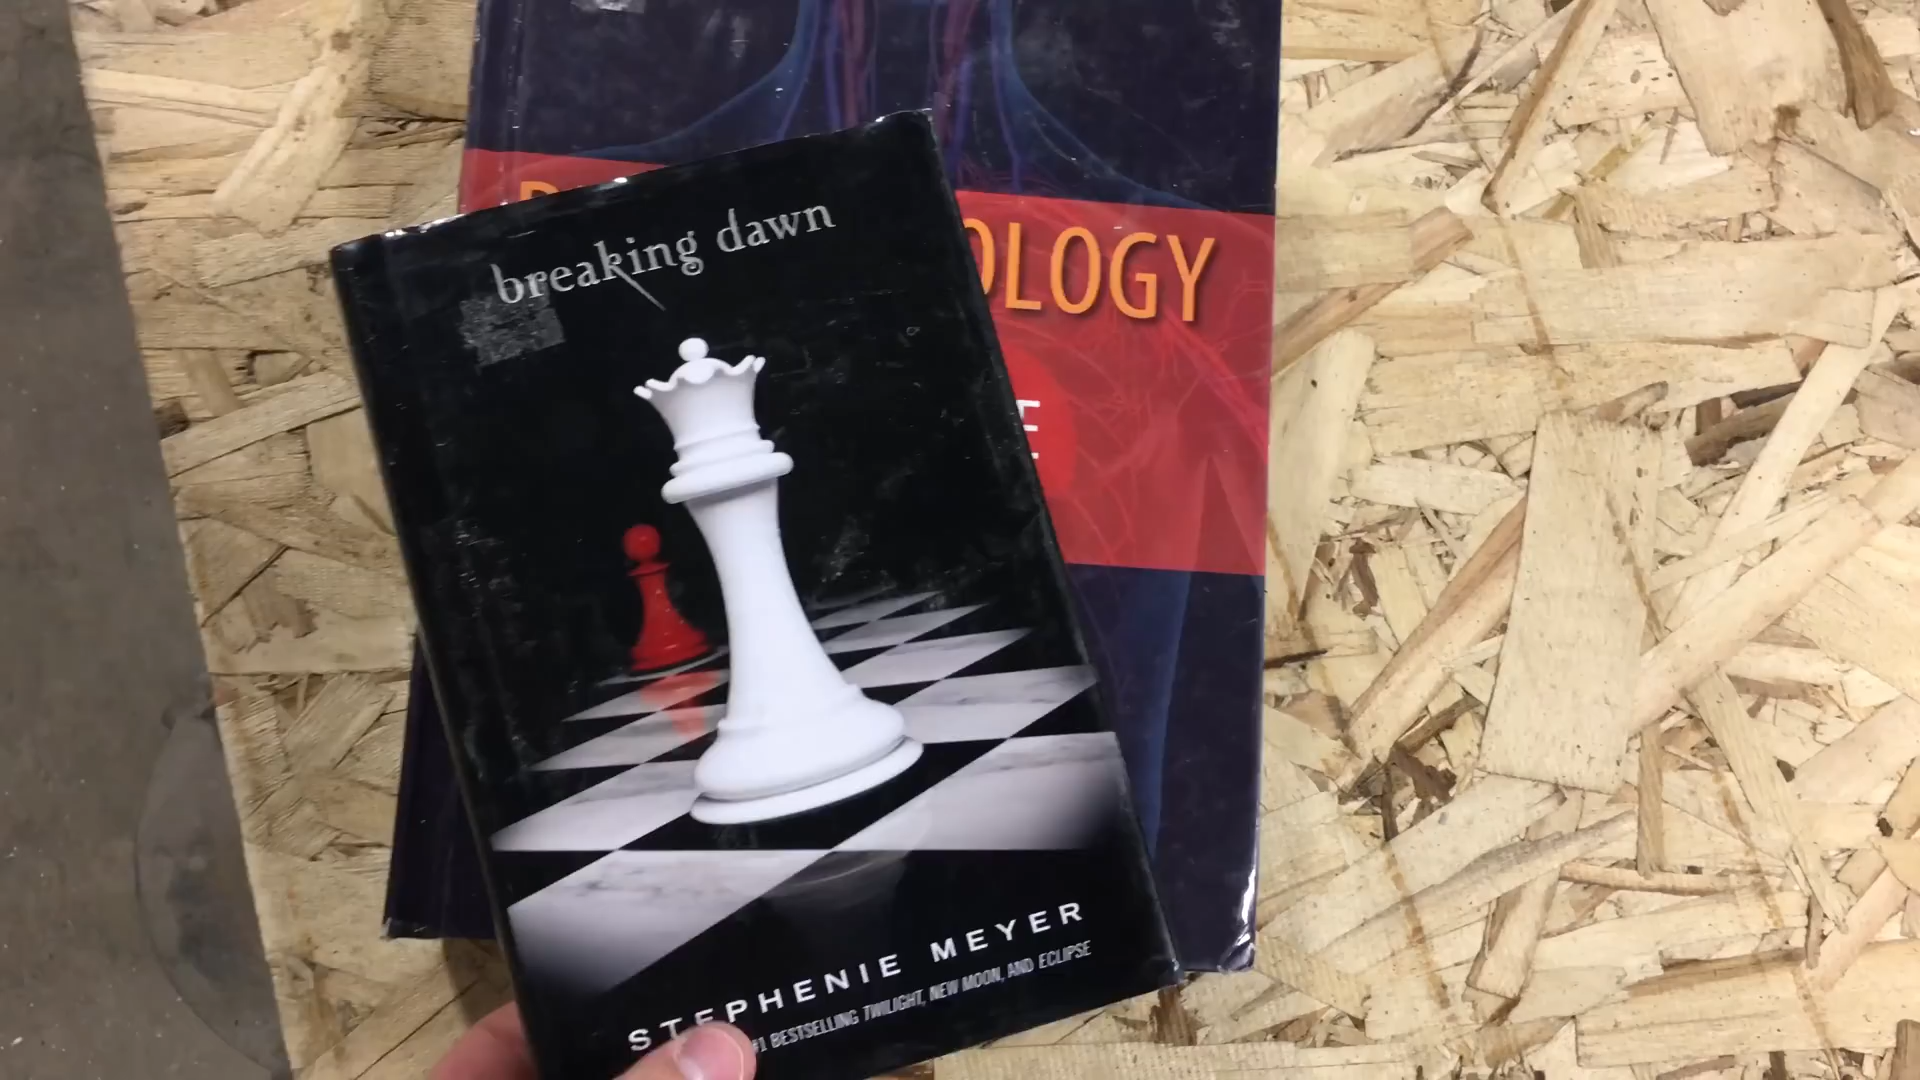 breaking dawn
OLOGY
STEPHENIE MEYER
#1 BESTSELLING TWILIGHT, NEW MOON, AND ECLIPSE